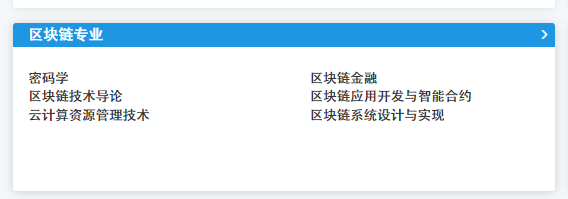 区块链专业
密码学
区块链技术导论
云计算资源管理技术
区块链金融
区块链应用开发与智能合约
区块链系统设计与实现